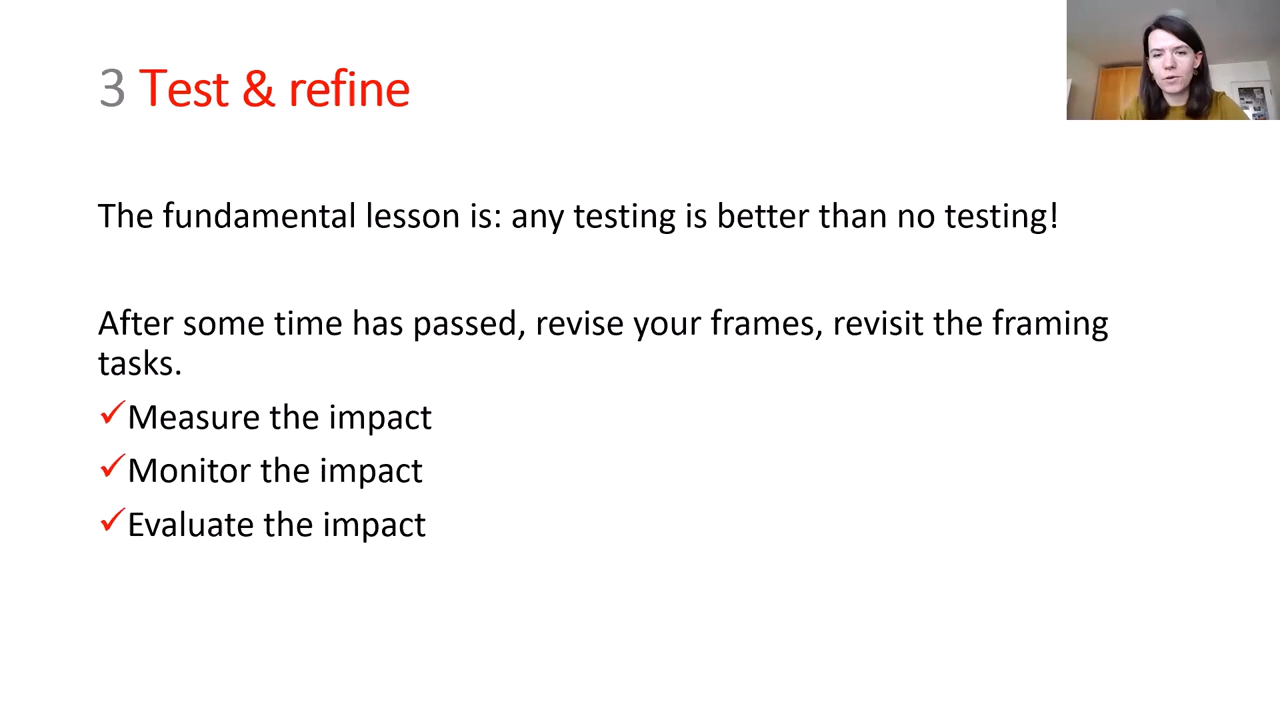 3 Test & refine
The fundamental lesson is: any testing is better than no testing!
After some time has passed, revise your frames, revisit the framing
tasks.
✓Measure the impact
✓Monitor the impact
✓Evaluate the impact